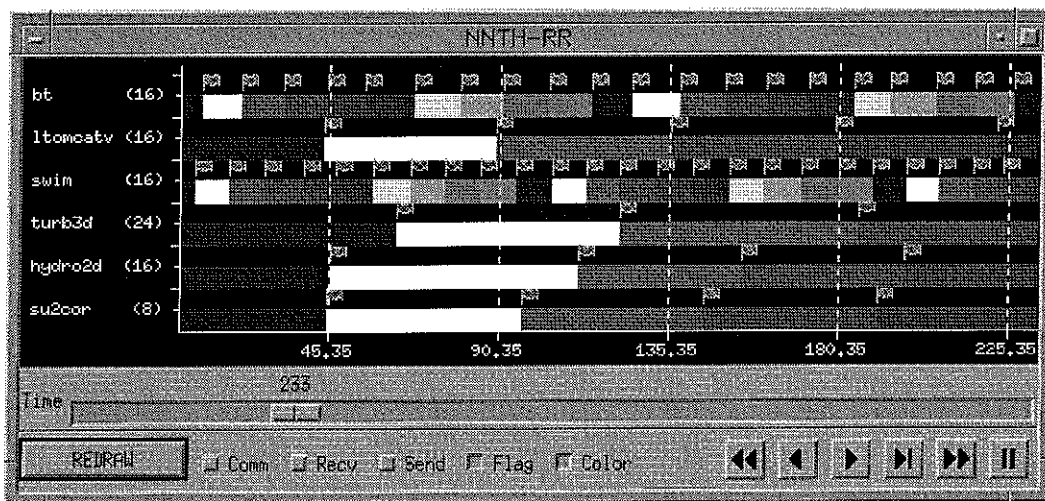 NNTH-RR
bt (16)
ltomcatv (16)
swim (16)
turb3d (24)
hydro2d (16)
su2cor (8)
45,35 90,35 135,35 180,35 225,35
233
Time
REDRAW Comm Recv Send Flag Color